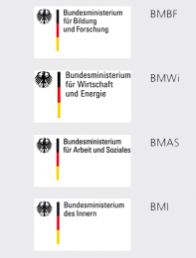 Bundesministerium
für Bildung
und Forschung
BMBF
Bundesministerium
für Wirtschaft
und Energie
BMWi
Bundesministerium
für Arbeit und Soziales
BMAS
Bundesministerium
des Innern
BMI